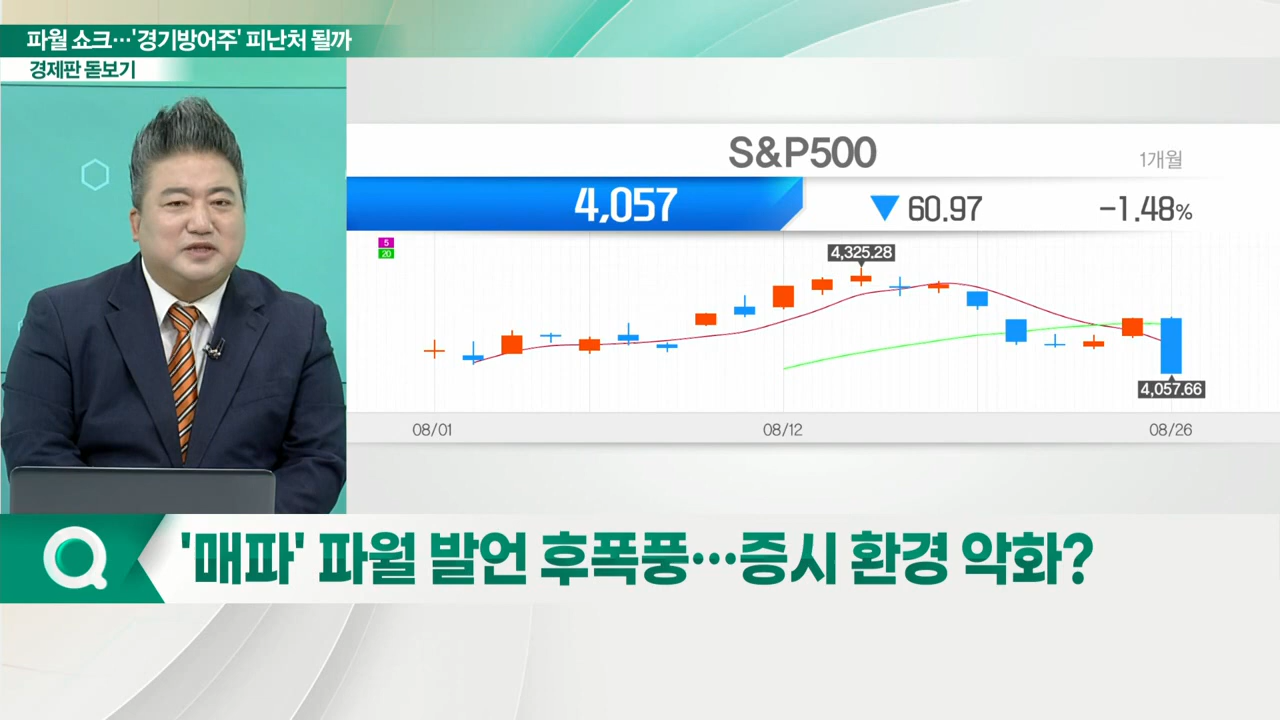 파월 쇼크…'경기방어주' 피난처 될까
경제판 돋보기
S&P500
1개월
4,057
▼ 60.97
-1.48%
5
20
4,325.28
4,057.66
08/01
08/12
08/26
Q
'매파' 파월 발언 후폭풍…증시 환경 악화?